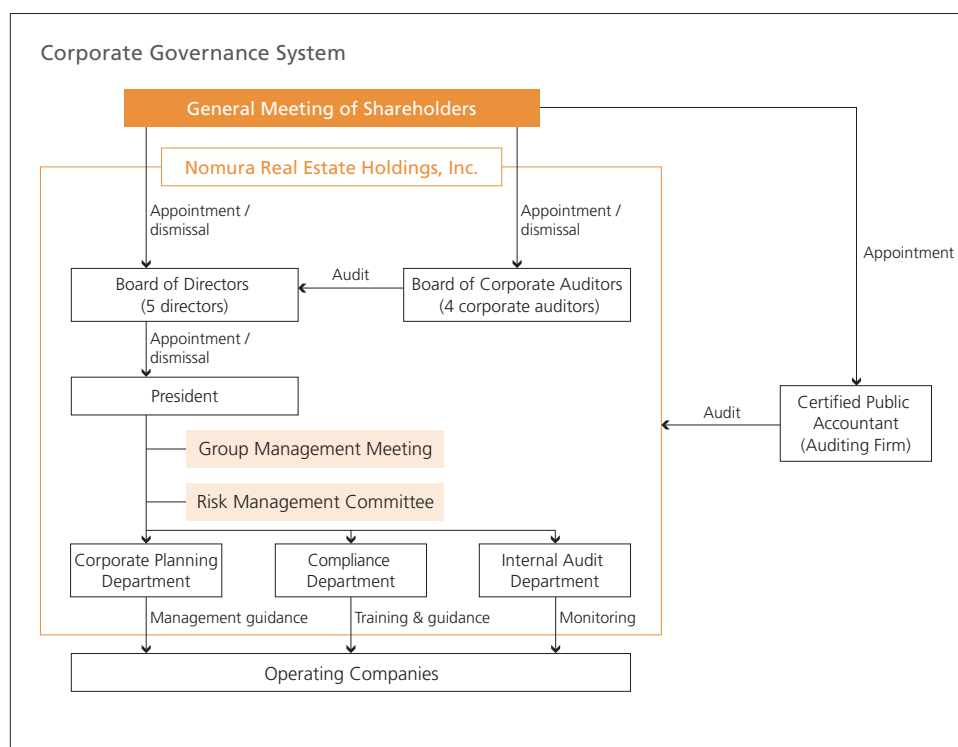 Corporate Governance System
General Meeting of Shareholders
Nomura Real Estate Holdings, Inc.
Appointment /
dismissal
Appointment /
dismissal
Appointment
Board of Directors
(5 directors)
Audit
Board of Corporate Auditors
(4 corporate auditors)
Appointment /
dismissal
President
Audit
Certified Public
Accountant
(Auditing Firm)
Group Management Meeting
Risk Management Committee
Corporate Planning
Department
Compliance
Department
Internal Audit
Department
Management guidance
Training & guidance
Monitoring
Operating Companies